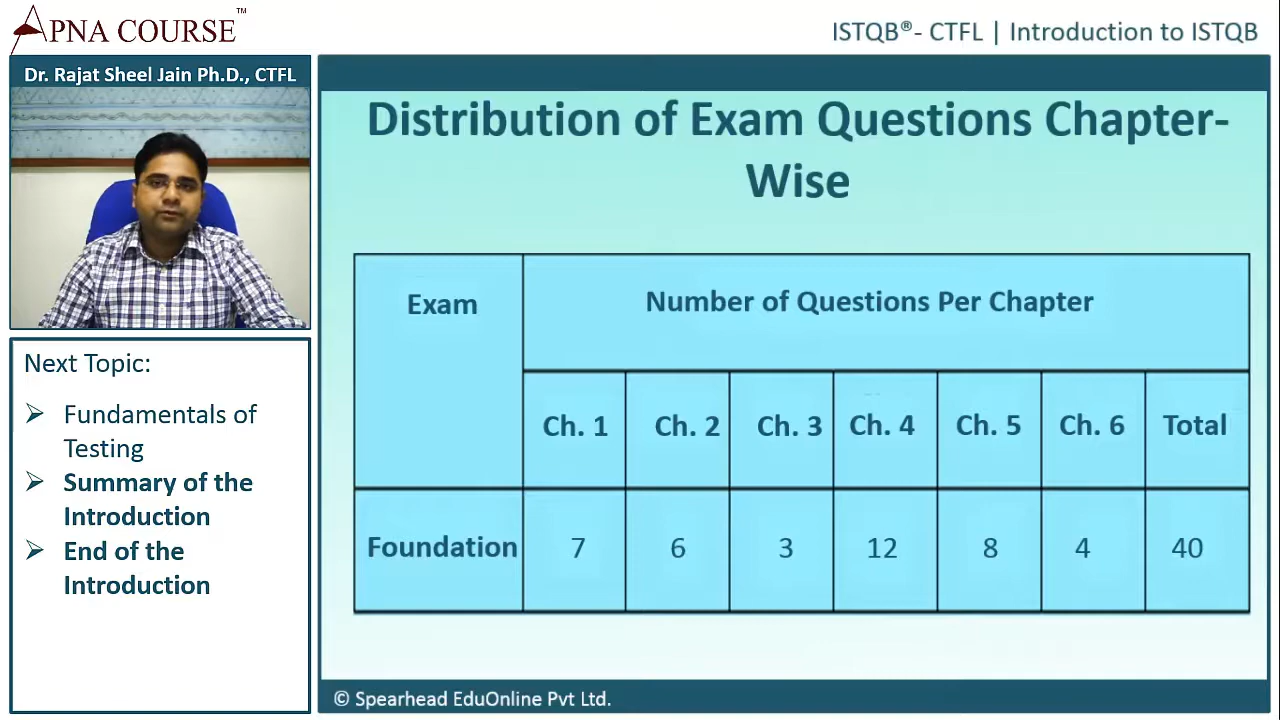 APNA COURSE™
ISTQB®- CTFL | Introduction to ISTQB
Dr. Rajat Sheel Jain Ph.D., CTFL
Next Topic:
Fundamentals of
Testing
Summary of the
Introduction
End of the
Introduction
Distribution of Exam Questions Chapter-
Wise
Exam
Number of Questions Per Chapter
Ch. 1 Ch. 2 Ch. 3 Ch. 4 Ch. 5 Ch. 6 Total
Foundation 7 6 3 12 8 4 40
© Spearhead EduOnline Pvt Ltd.